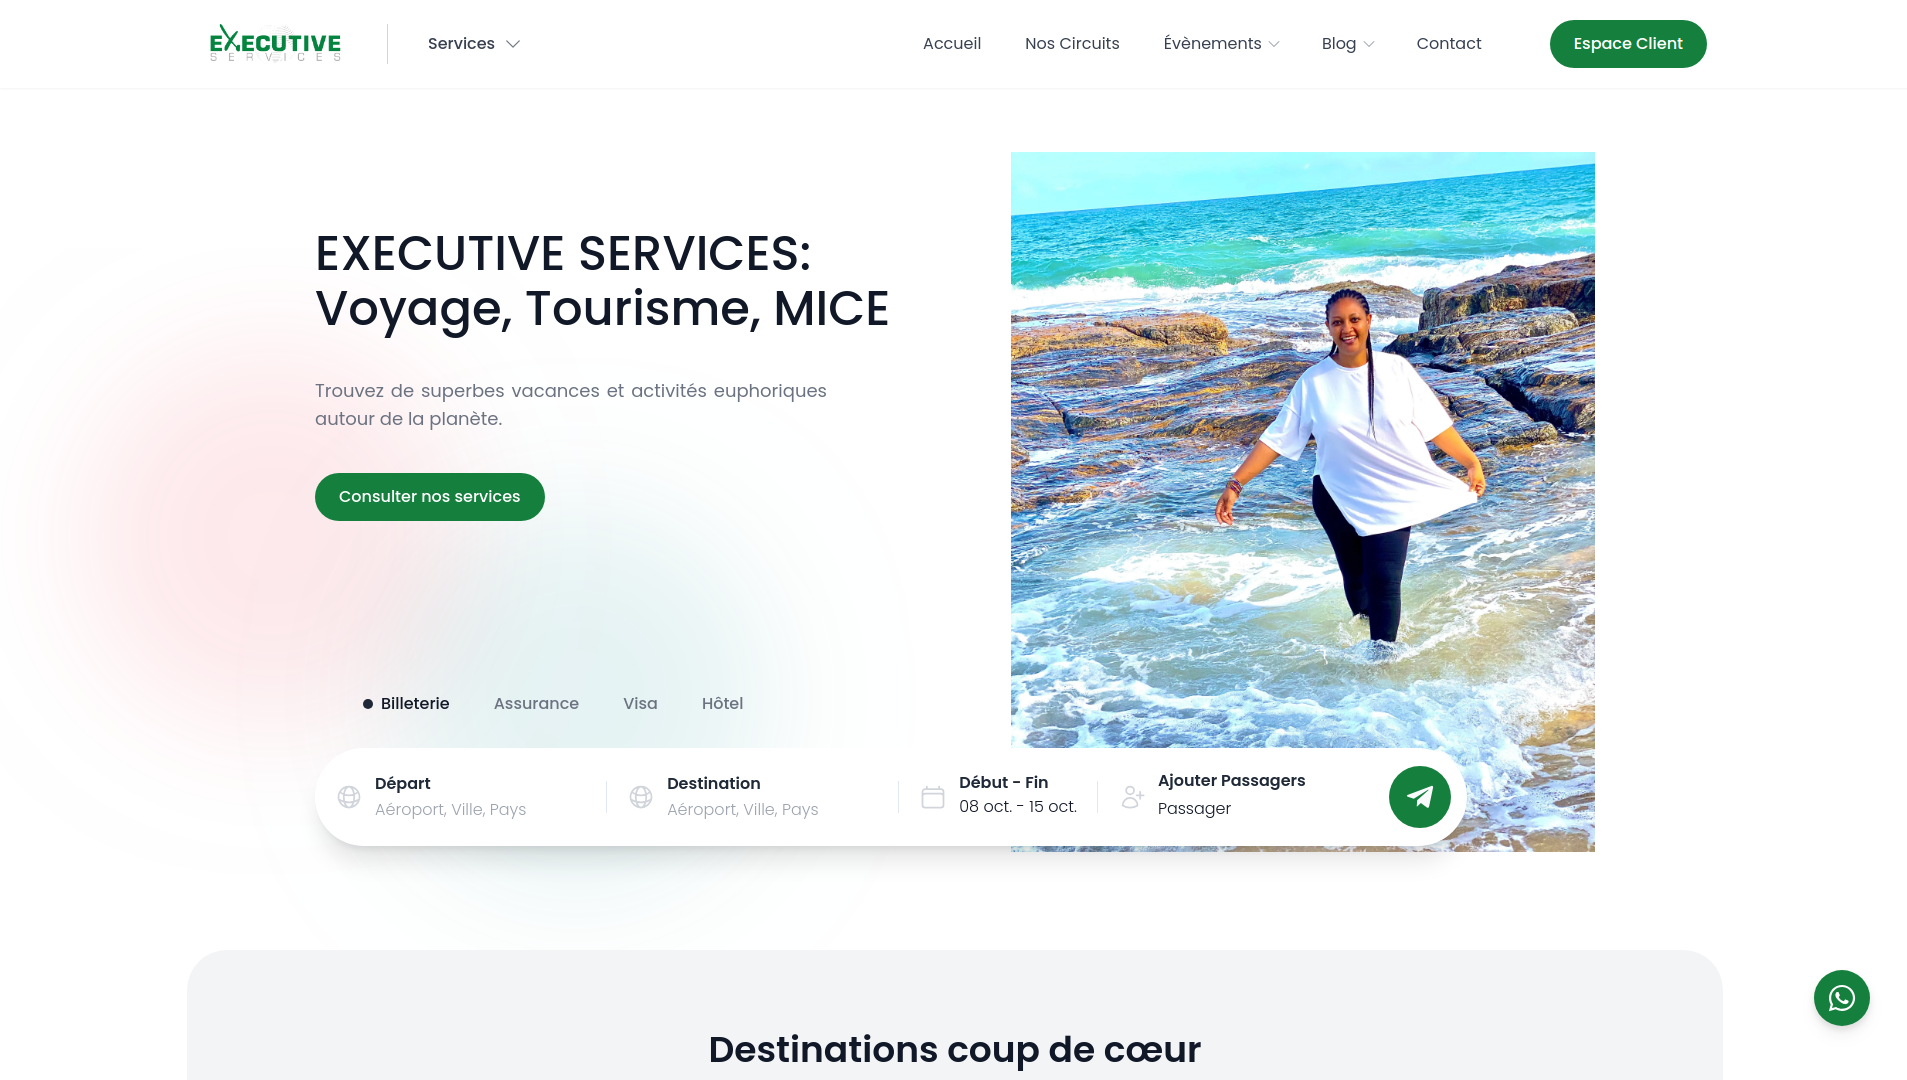 EXECUTIVE
SERVICES
Services
Accueil
Nos Circuits
Évènements
Blog
Contact
Espace Client
EXECUTIVE SERVICES:
Voyage, Tourisme, MICE
Trouvez de superbes vacances et activités euphoriques
autour de la planète.
Consulter nos services
Billeterie
Assurance
Visa
Hôtel
Départ
Aéroport, Ville, Pays
Destination
Aéroport, Ville, Pays
Début - Fin
08 oct. - 15 oct.
Ajouter Passagers
Passager
Destinations coup de cœur